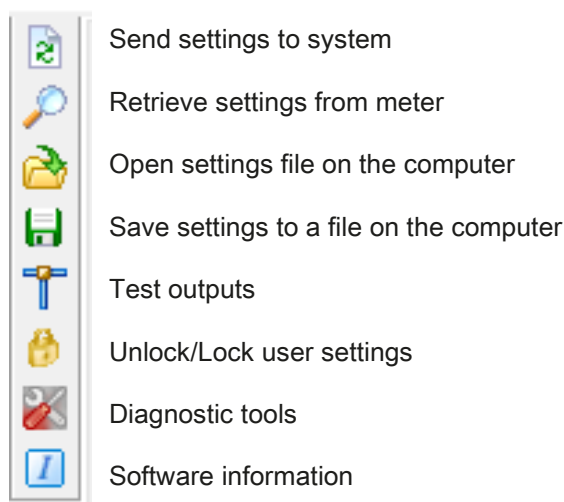 Send settings to system
Retrieve settings from meter
Open settings file on the computer
Save settings to a file on the computer
Test outputs
Unlock/Lock user settings
Diagnostic tools
I Software information